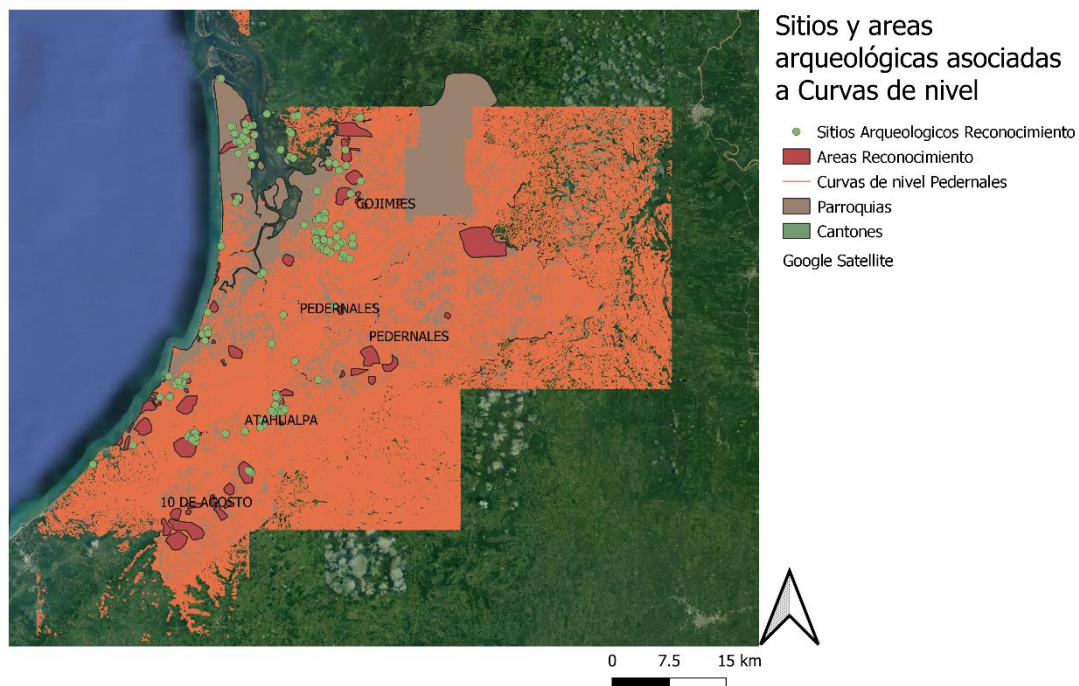 Sitios y areas
arqueológicas asociadas
a Curvas de nivel
Sitios Arqueologicos Reconocimiento
Areas Reconocimiento
Curvas de nivel Pedernales
Parroquias
Cantones
Google Satellite
COJIMIES
PEDERNALES
PEDERNALES
ATAHUALPA
10 DE AGOSTO
0 7.5 15 km